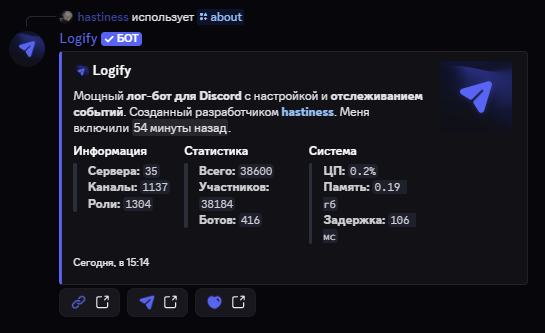 hastiness использует about
Logify БОТ
Logify
Мощный лог-бот для Discord с настройкой и отслеживанием
событий. Созданный разработчиком hastiness. Меня
включили 54 минуты назад.
Информация
Сервера: 35
Каналы: 1137
Роли: 1304
Статистика
Всего: 38600
Участников:
38184
Ботов: 416
Система
ЦП: 0.2%
Память: 0.19
гб
Задержка: 106
мс
Сегодня, в 15:14